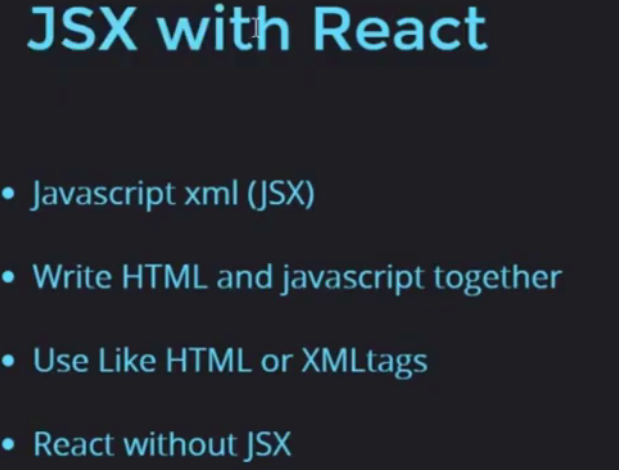 JSX with React
• Javascript xml (JSX)
• Write HTML and javascript together
• Use Like HTML or XMLtags
• React without JSX